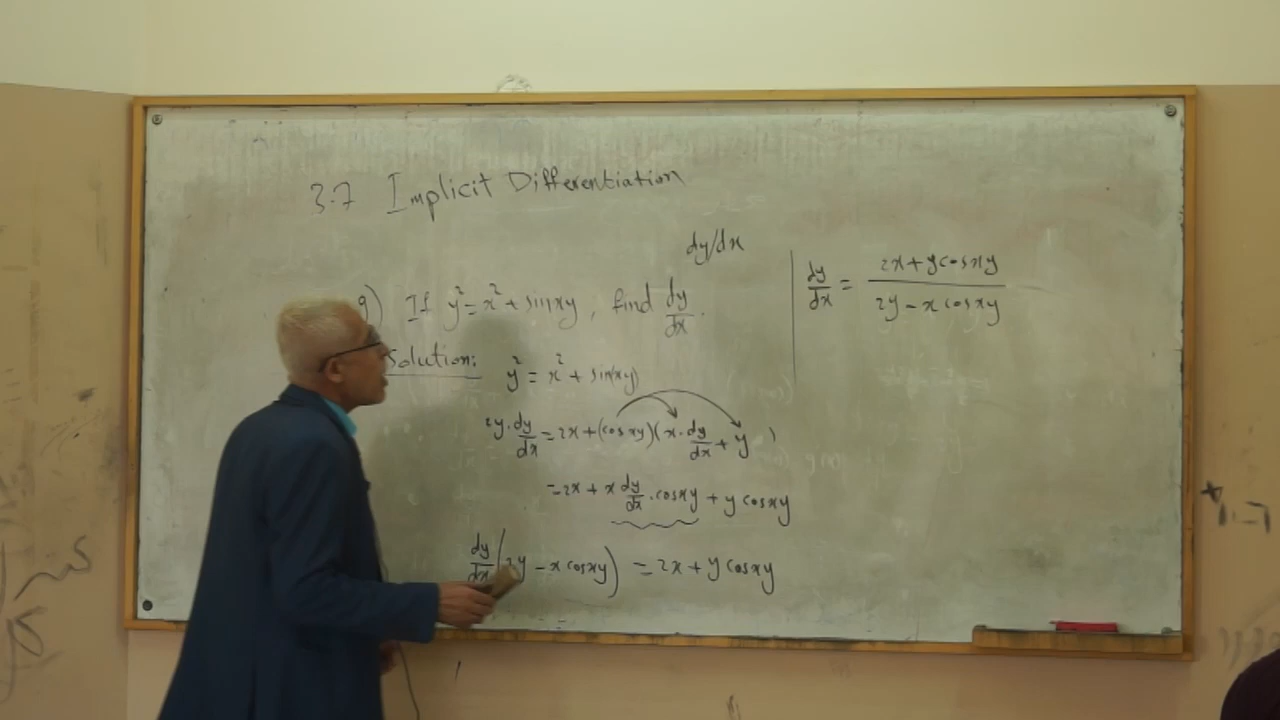 3.7 Implicit Differentiation
dy/dx
9) If y² = x² + sin xy, find dy/dx.
Solution: y² = x² + sin(xy)
2y. dy/dx = 2x + (cos xy)(x. dy/dx + y )
= 2x + x dy/dx . cos xy + y cos xy
dy/dx (2y - x cos xy) = 2x + y cos xy
dy/dx = 2x + y cos xy / 2y - x cos xy